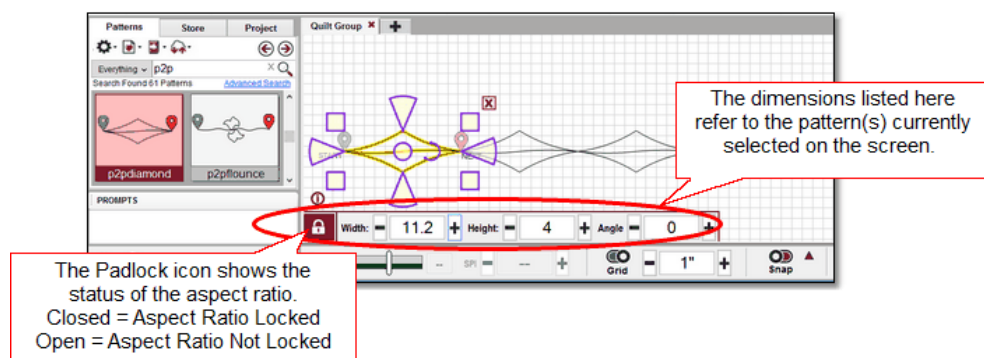 Patterns Store Project
Quilt Group
Everything p2p X
Search Found 61 Patterns Advanced Search
p2pdiamond p2pflounce
PROMPTS
START NEXT
X
Width: 11.2 Height: 4 Angle 0
-- SPI -- Grid 1" Snap
The dimensions listed here
refer to the pattern(s) currently
selected on the screen.
The Padlock icon shows the
status of the aspect ratio.
Closed = Aspect Ratio Locked
Open = Aspect Ratio Not Locked